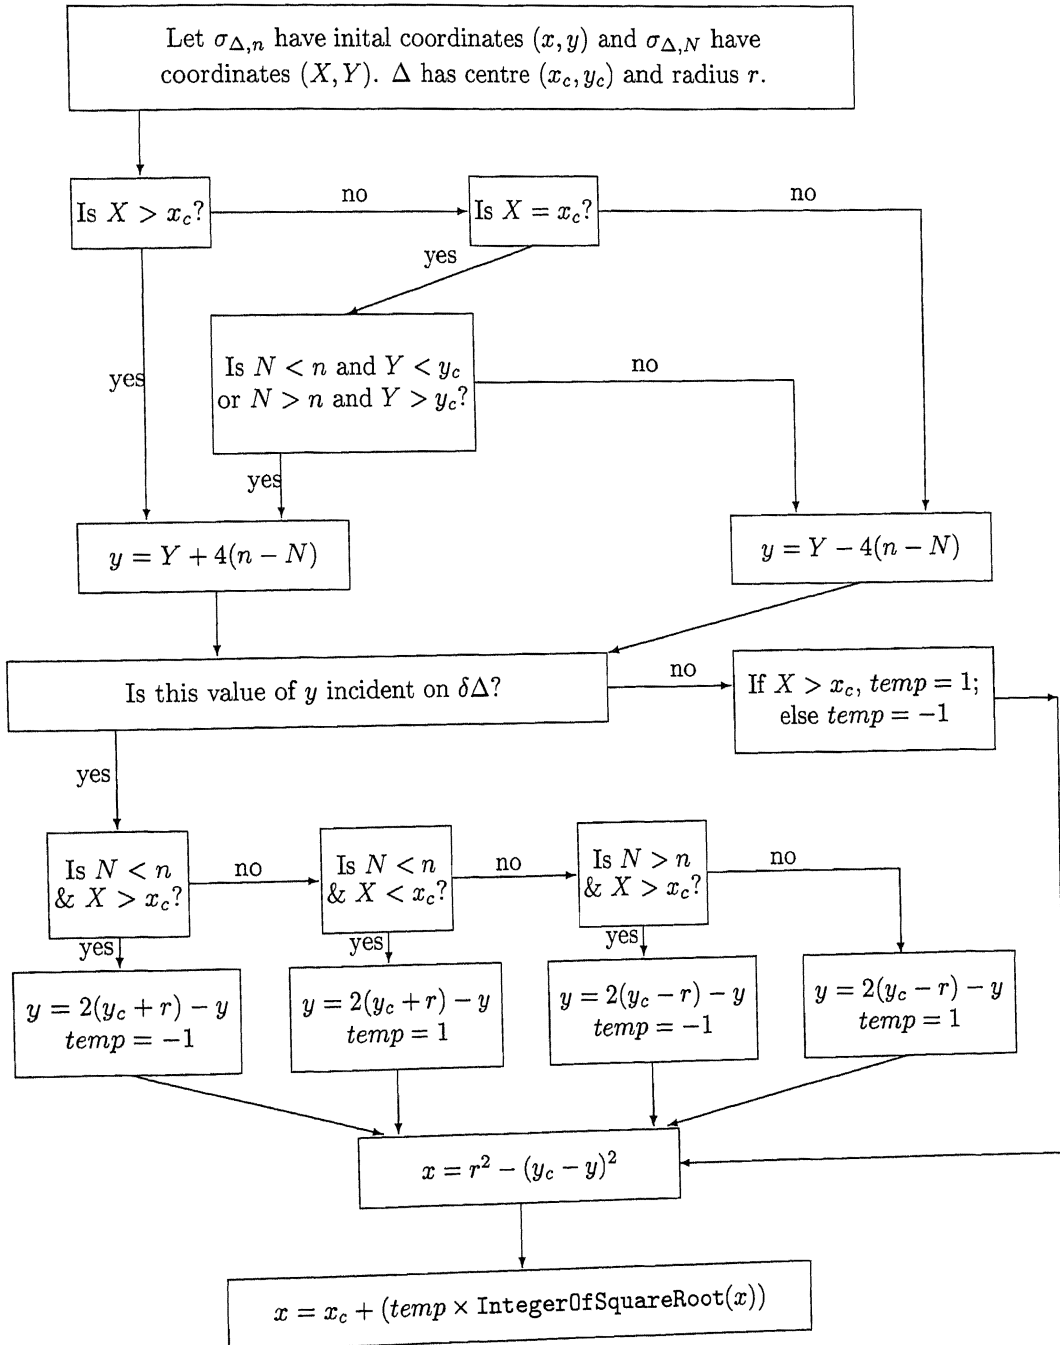 Let σ_{Δ,n} have inital coordinates (x, y) and σ_{Δ,N} have
coordinates (X, Y). Δ has centre (x_c, y_c) and radius r.
Is X > x_c?
no
Is X = x_c?
no
yes
yes
Is N < n and Y < y_c
or N > n and Y > y_c?
no
yes
y = Y + 4(n − N)
y = Y − 4(n − N)
Is this value of y incident on δΔ?
no
If X > x_c, temp = 1;
else temp = −1
yes
Is N < n
& X > x_c?
no
Is N < n
& X < x_c?
no
Is N > n
& X > x_c?
no
yes
yes
yes
y = 2(y_c + r) − y
temp = −1
y = 2(y_c + r) − y
temp = 1
y = 2(y_c − r) − y
temp = −1
y = 2(y_c − r) − y
temp = 1
x = r² − (y_c − y)²
x = x_c + (temp × IntegerOfSquareRoot(x))